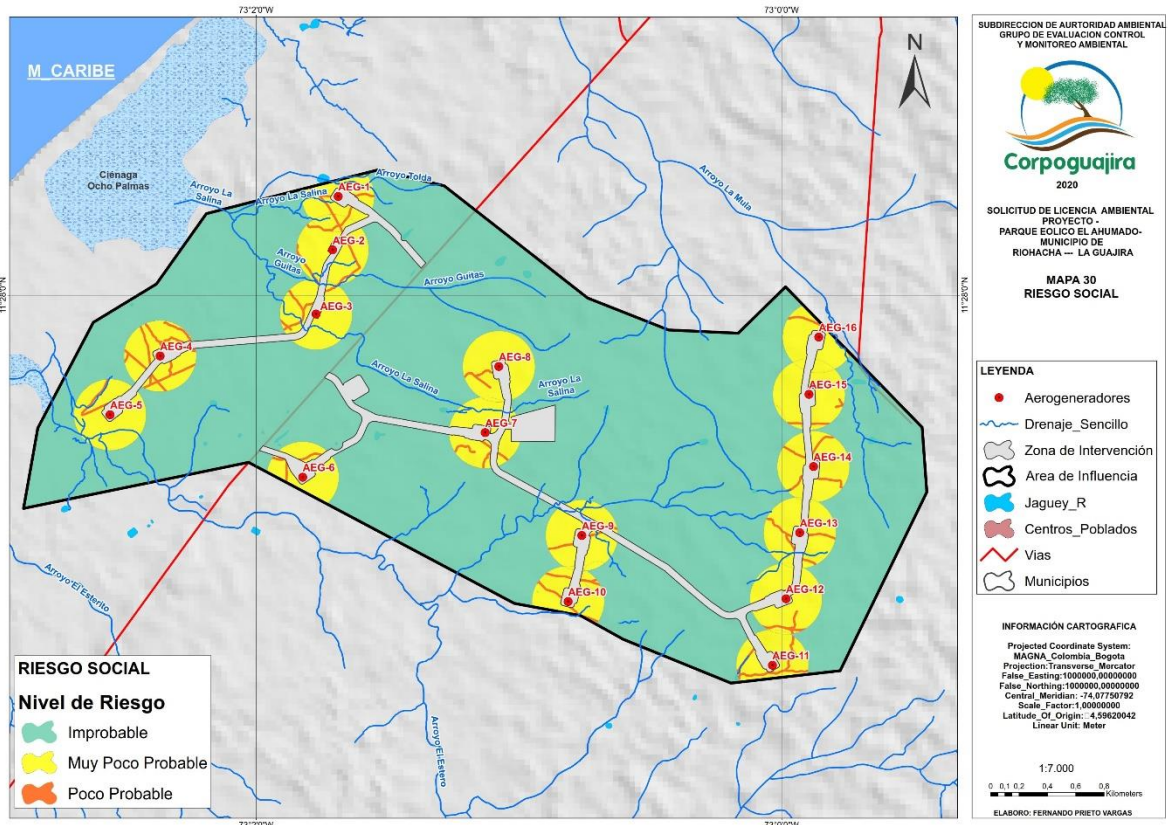 73°2'0"W
73°0'0"W
M_CARIBE
N
Ciénaga
Ocho Palmas
Arroyo La
Salina
Arroyo La Salina
Arroyo Tolda
AEG-1
Arroyo La Mula
AEG-2
Arroyo
Guitas
Arroyo Guitas
11°28'0"N
11°28'0"N
AEG-3
AEG-16
AEG-4
AEG-8
Arroyo La Salina
Arroyo La
Salina
AEG-15
AEG-5
AEG-7
AEG-6
AEG-14
AEG-9
AEG-13
AEG-10
AEG-12
Arroyo El Esterito
AEG-11
Arroyo El Estero
RIESGO SOCIAL
Nivel de Riesgo
Improbable
Muy Poco Probable
Poco Probable
73°2'0"W
73°0'0"W
SUBDIRECCION DE AURTORIDAD AMBIENTAL
GRUPO DE EVALUACION CONTROL
Y MONITOREO AMBIENTAL
Corpoguajira
2020
SOLICITUD DE LICENCIA AMBIENTAL
PROYECTO -
PARQUE EOLICO EL AHUMADO-
MUNICIPIO DE
RIOHACHA --- LA GUAJIRA
MAPA 30
RIESGO SOCIAL
LEYENDA
Aerogeneradores
Drenaje_Sencillo
Zona de Intervención
Area de Influencia
Jaguey_R
Centros_Poblados
Vias
Municipios
INFORMACIÓN CARTOGRAFICA
Projected Coordinate System:
MAGNA_Colombia_Bogota
Projection:Transverse_Mercator
False_Easting:1000000,00000000
False_Northing:1000000,00000000
Central_Meridian: -74,07750792
Scale_Factor:1,00000000
Latitude_Of_Origin: 4,59620042
Linear Unit: Meter
1:7.000
0 0,1 0,2 0,4 0,6 0,8
Kilometers
ELABORO: FERNANDO PRIETO VARGAS